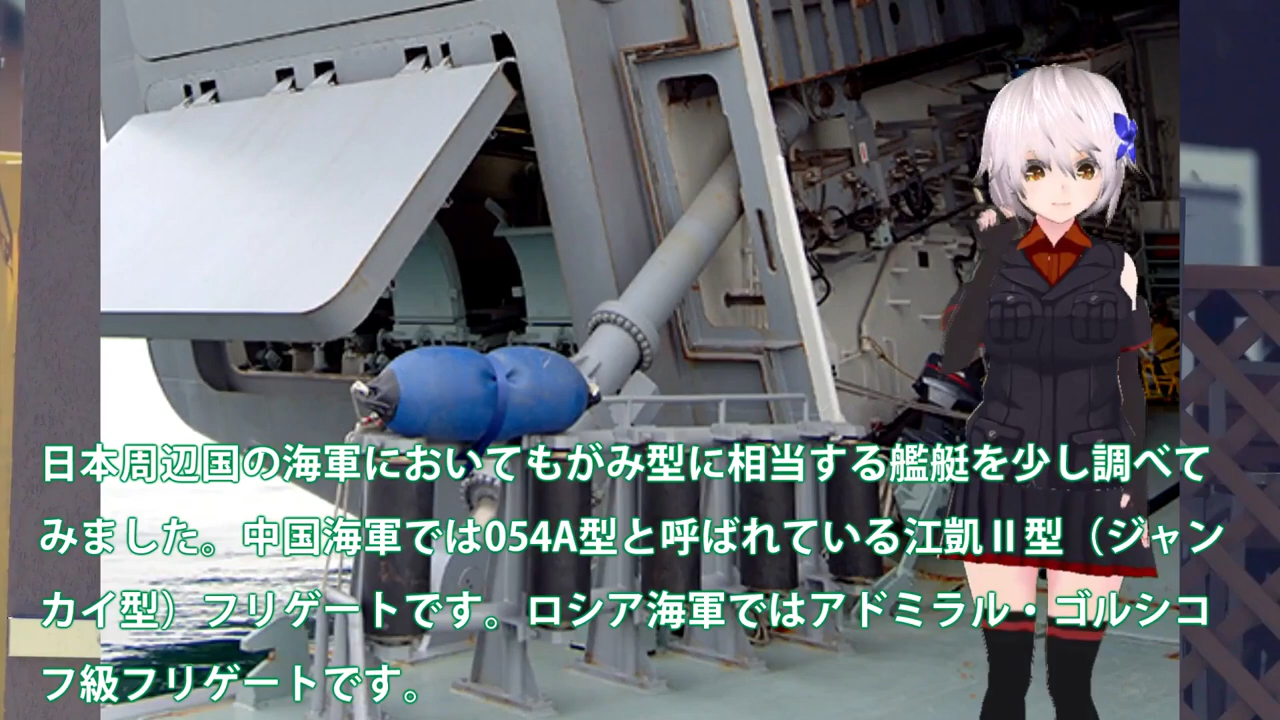 日本周辺国の海軍においてもがみ型に相当する艦艇を少し調べて
みました。中国海軍では054A型と呼ばれている江凱Ⅱ型（ジャン
カイ型）フリゲートです。ロシア海軍ではアドミラル・ゴルシコ
フ級フリゲートです。